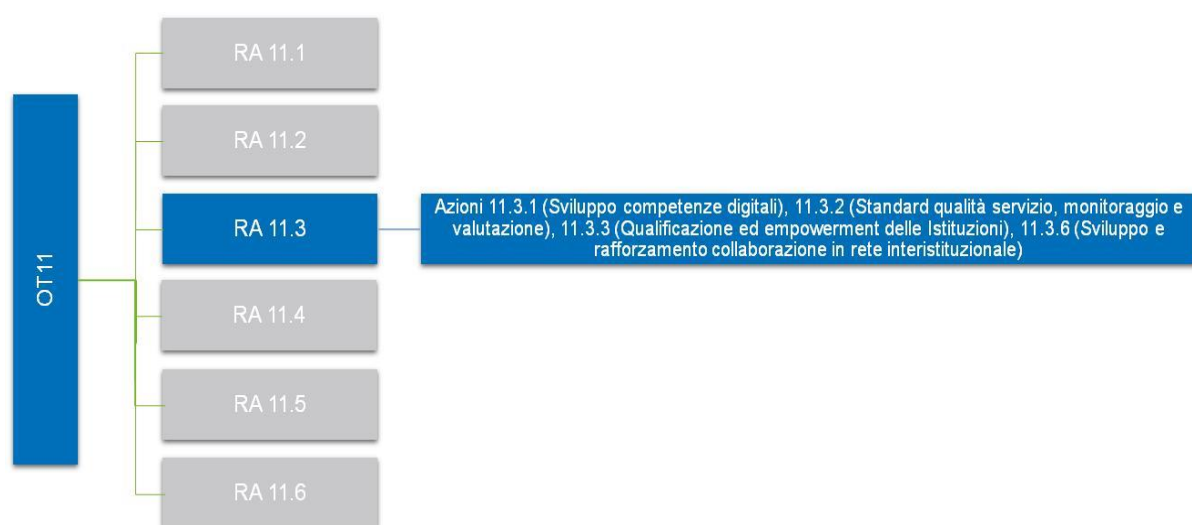 OT11
RA 11.1
RA 11.2
RA 11.3
Azioni 11.3.1 (Sviluppo competenze digitali), 11.3.2 (Standard qualità servizio, monitoraggio e
valutazione), 11.3.3 (Qualificazione ed empowerment delle Istituzioni), 11.3.6 (Sviluppo e
rafforzamento collaborazione in rete interistituzionale)
RA 11.4
RA 11.5
RA 11.6